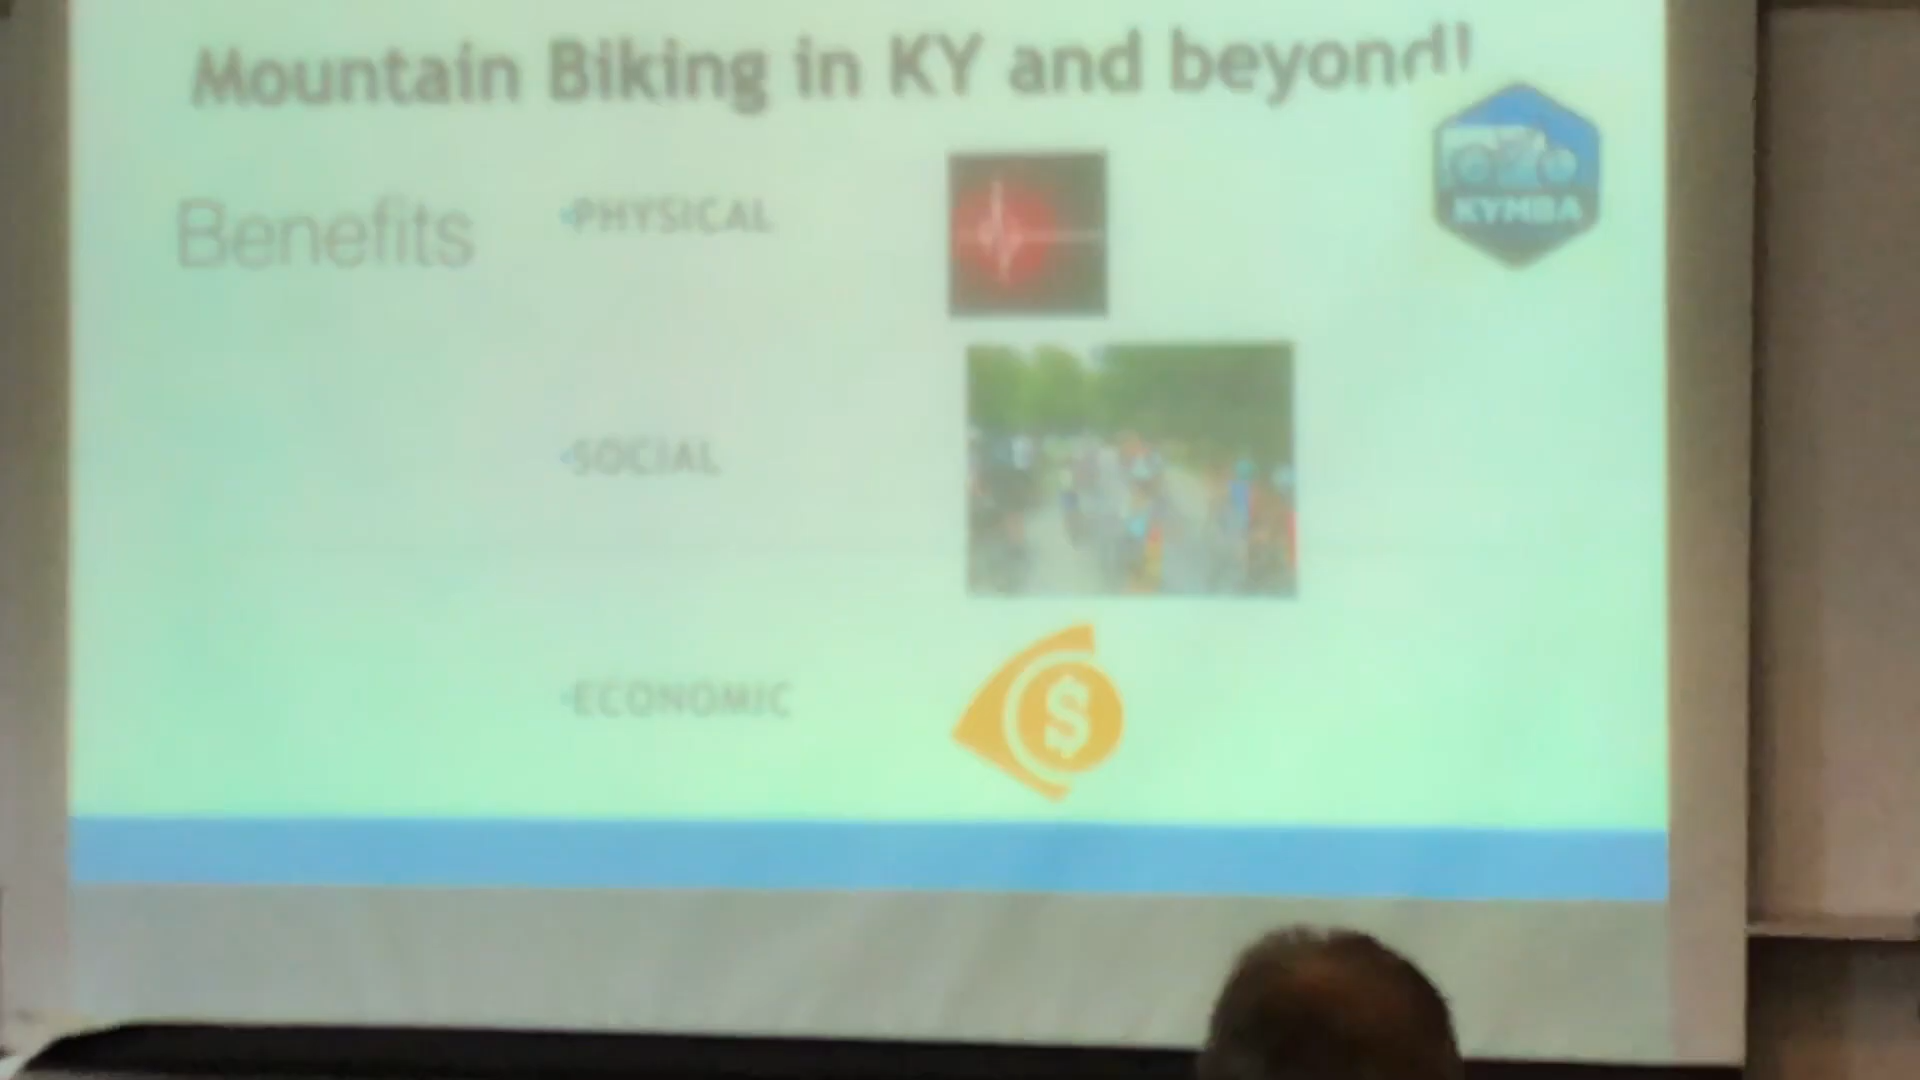 Mountain Biking in KY and beyond!
KYMBA
Benefits
•PHYSICAL
•SOCIAL
$
•ECONOMIC